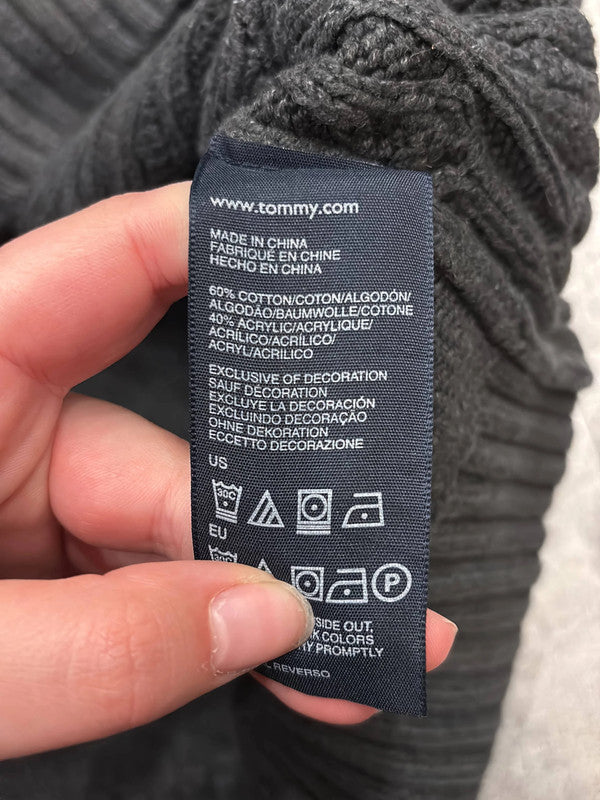 www.tommy.com
MADE IN CHINA
FABRIQUÉ EN CHINE
HECHO EN CHINA
60% COTTON/COTON/ALGODÓN/
ALGODÃO/BAUMWOLLE/COTONE
40% ACRYLIC/ACRYLIQUE/
ACRÍLICO/ACRÍLICO/
ACRYL/ACRILICO
EXCLUSIVE OF DECORATION
SAUF DÉCORATION
EXCLUYE LA DECORACIÓN
EXCLUINDO DECORAÇÃO
OHNE DEKORATION
ECCETTO DECORAZIONE
US
30C
EU
30C
P
OUT.
COLORS
PROMPTLY
REVERSO